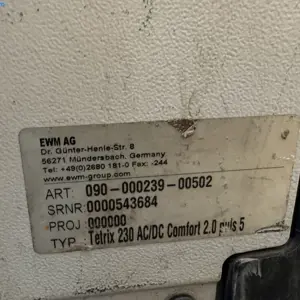 EWM AG
Dr. Günter-Henle-Str. 8
56271 Mündersbach, Germany
Tel: +49(0)2680 181-0 Fax: -244
www.ewm-group.com
ART: 090-000239-00502
SRNR: 0000543684
PROJ: 000000
TYP: Tetrix 230 AC/DC Comfort 2.0 puls 5